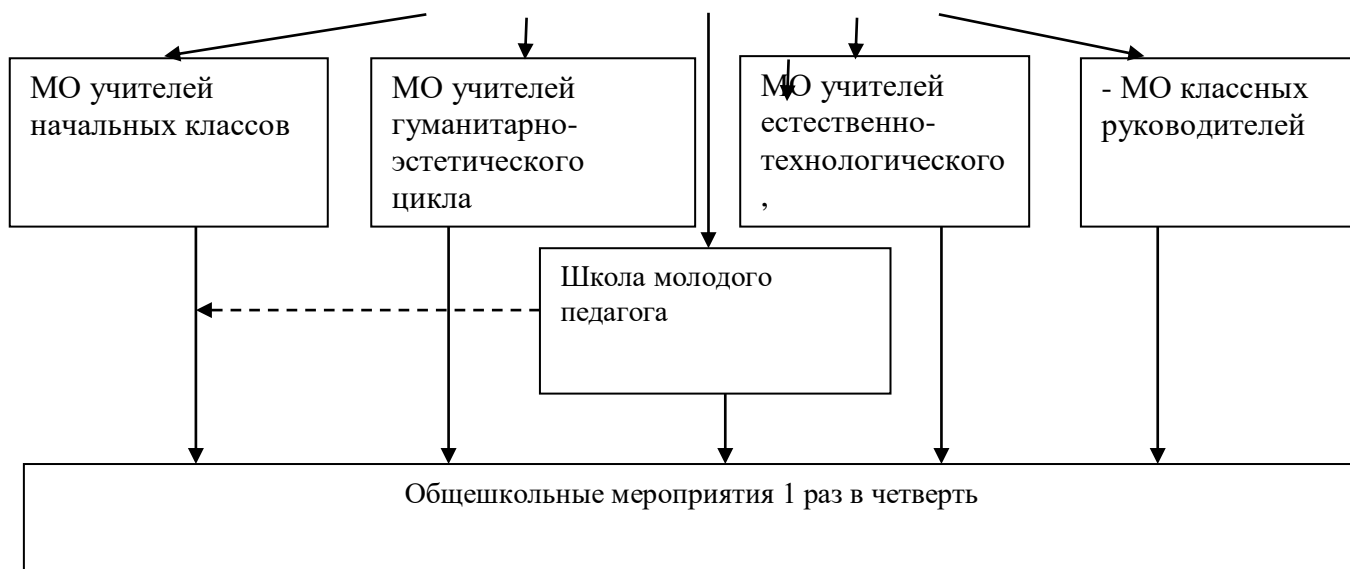 МО учителей
начальных классов
МО учителей
гуманитарно-
эстетического
цикла
МО учителей
естественно-
технологического
,
- МО классных
руководителей
Школа молодого
педагога
Общешкольные мероприятия 1 раз в четверть